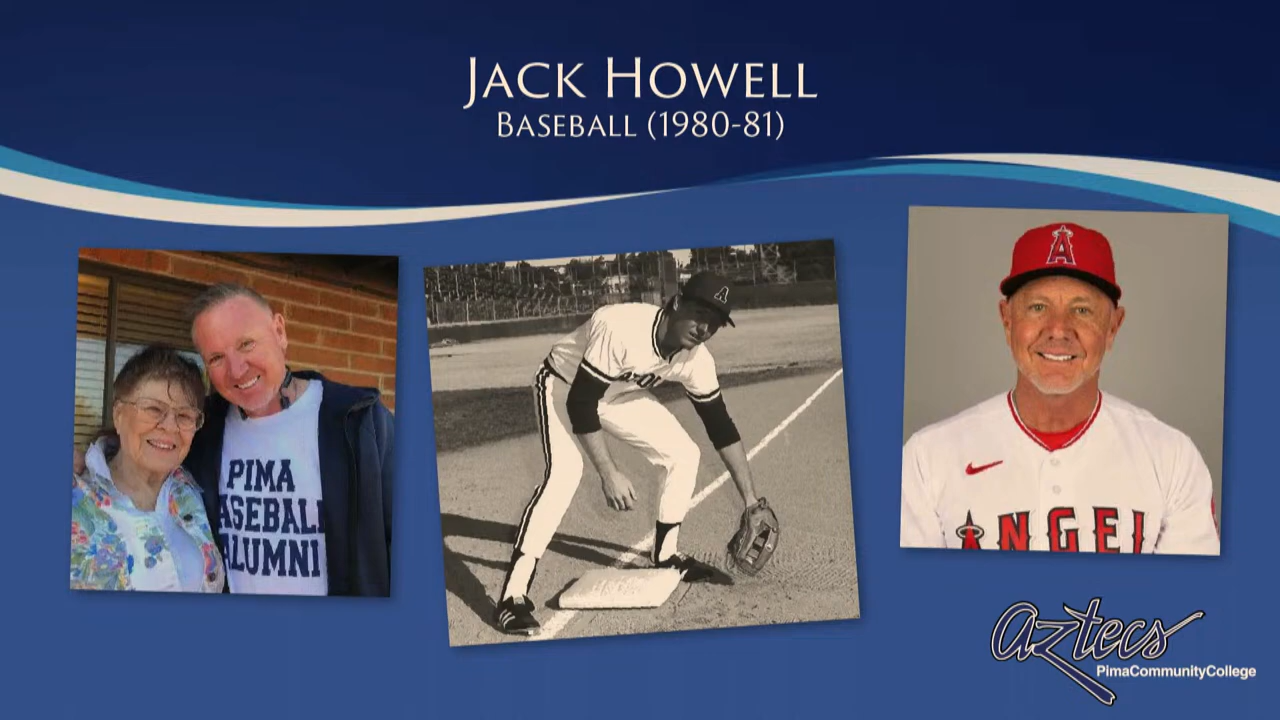 Jack Howell
Baseball (1980-81)
PIMA
BASEBALL
ALUMNI
A
A
ANGEL
Aztecs
PimaCommunityCollege